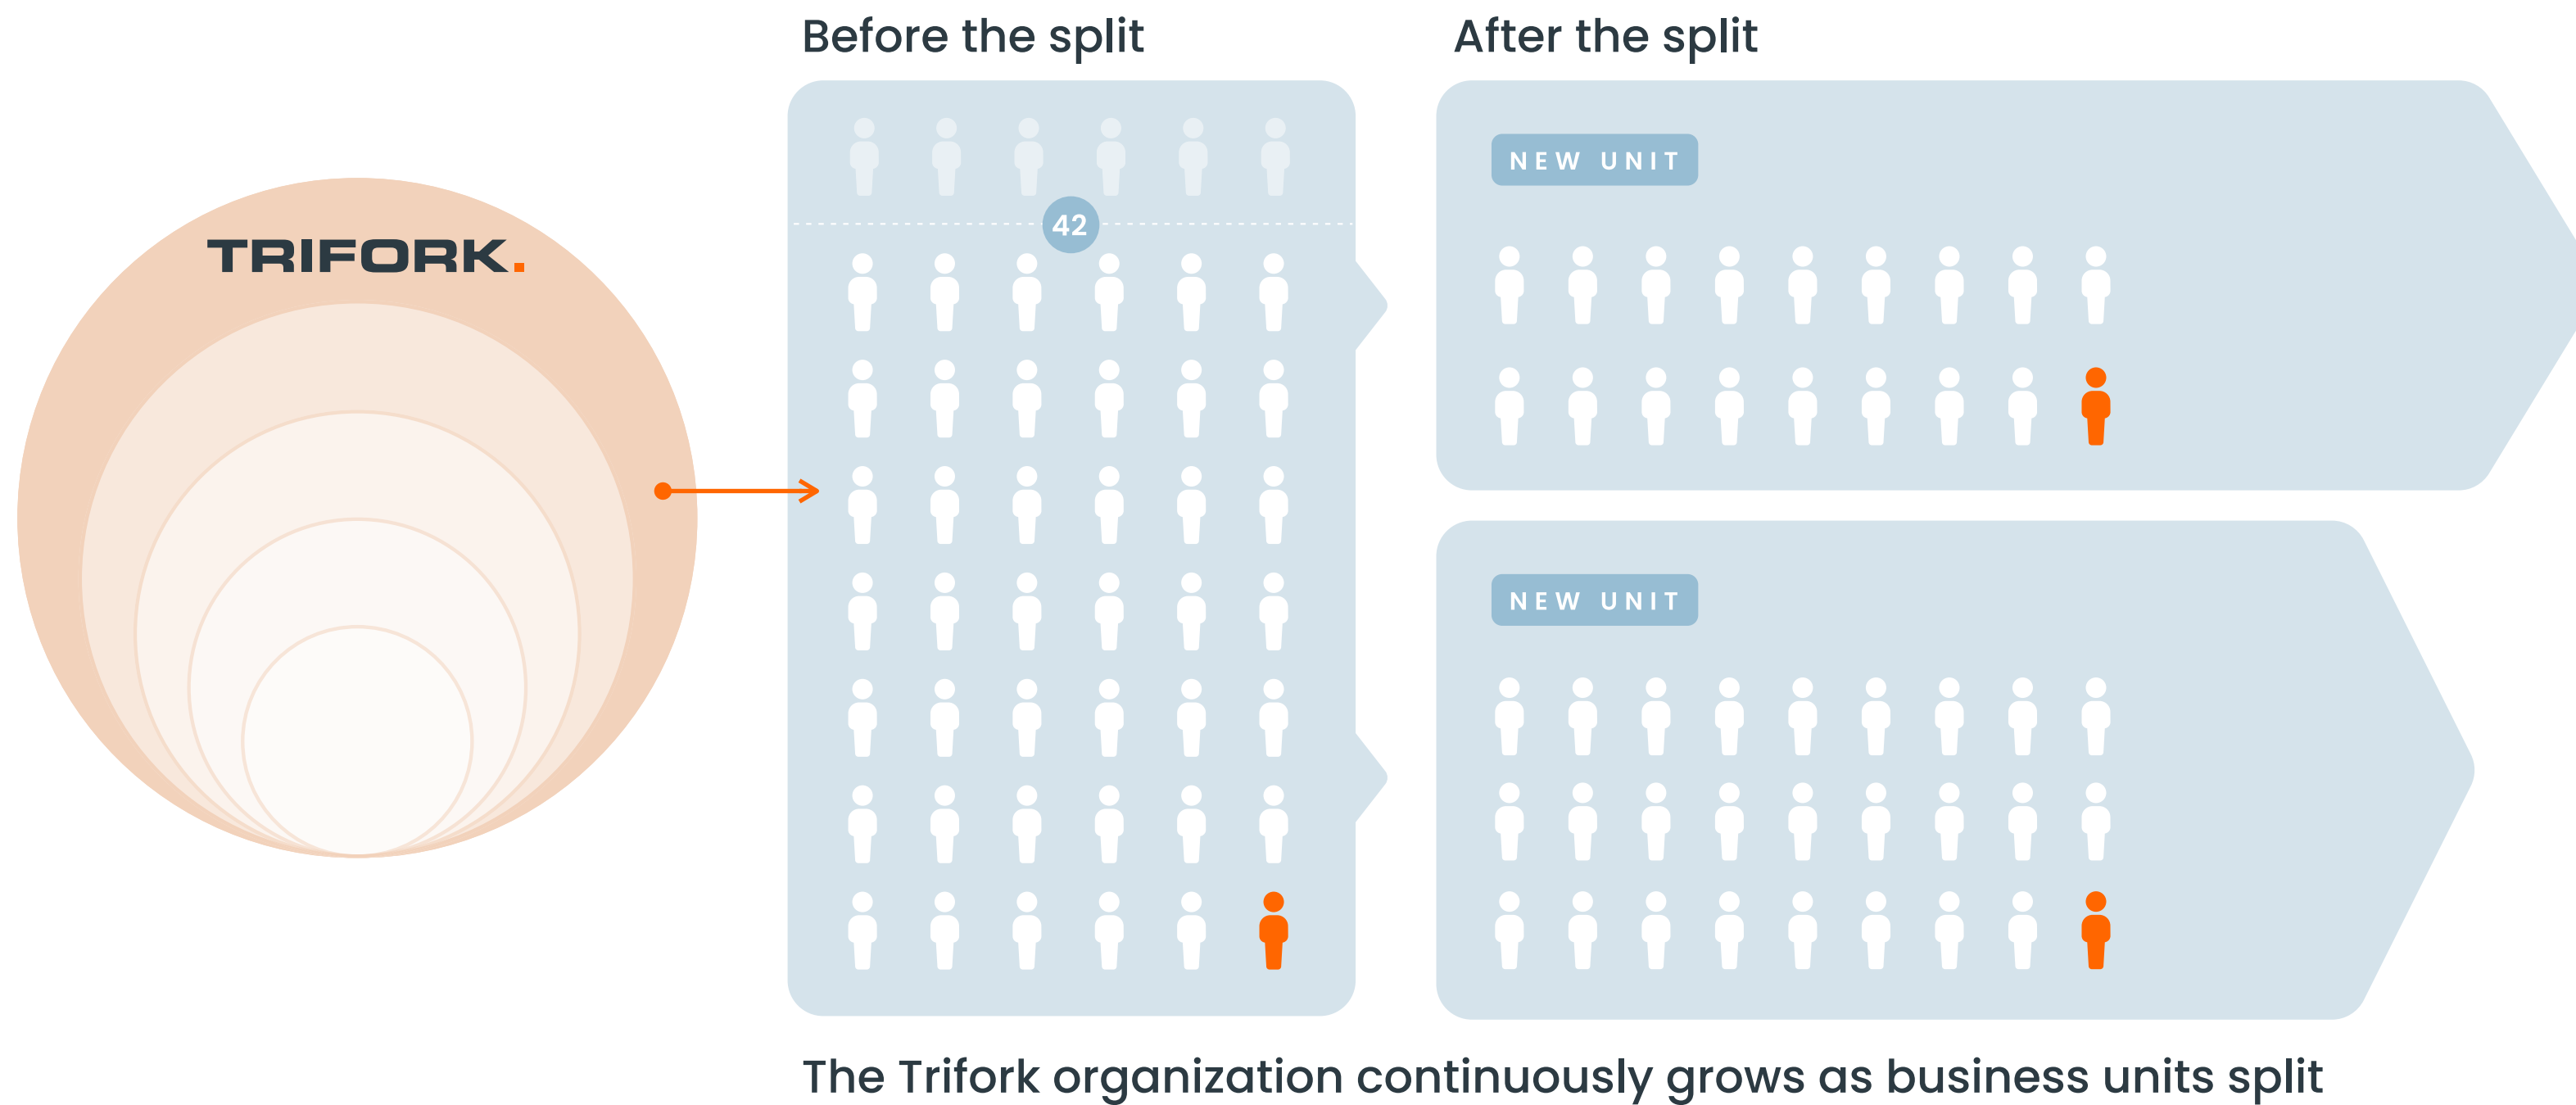 Before the split
After the split
TRIFORK.
42
NEW UNIT
NEW UNIT
The Trifork organization continuously grows as business units split